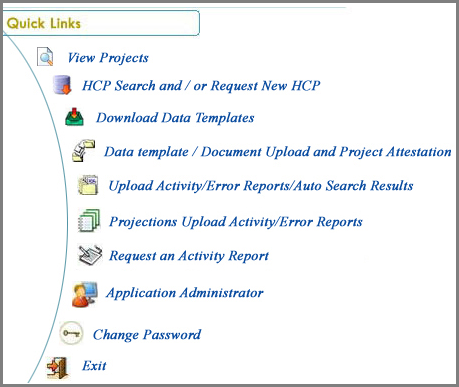 Quick Links
View Projects
HCP Search and / or Request New HCP
Download Data Templates
Data template / Document Upload and Project Attestation
Upload Activity/Error Reports/Auto Search Results
Projections Upload Activity/Error Reports
Request an Activity Report
Application Administrator
Change Password
Exit